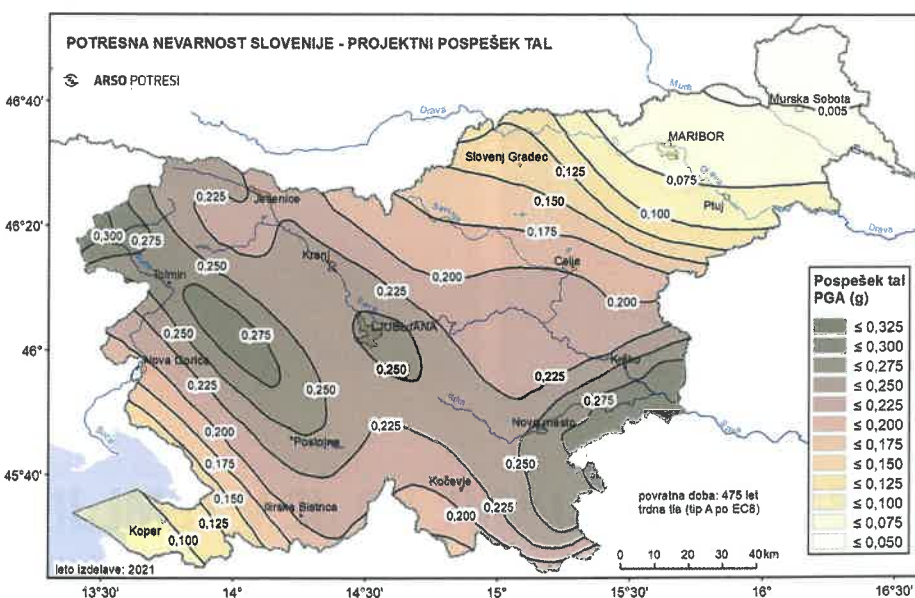 POTRESNA NEVARNOST SLOVENIJE - PROJEKTNI POSPEŠEK TAL
ARSO POTRESI
46°40'
46°20'
46°
45°40'
Drava
Mura
Murska Sobota
0,005
MARIBOR
Slovenj Gradec
0,125
0,075
Drava
Ptuj
0,150
0,100
Drava
0,225
Jesenice
0,175
0,300
0,275
Savinja
0,250
Kranj
0,200
Celje
Tolmin
0,225
0,200
Sava
LJUBLJANA
0,275
0,250
0,250
Krško
Nova Gorica
0,225
0,225
0,250
0,275
Krka
Novo mesto
Sava
Soča
0,200
0,225
Postojna
0,175
0,250
Kočevje
0,150
Ilirska Bistrica
0,200
0,225
Koper
0,125
0,100
Pospešek tal
PGA (g)
≤ 0,325
≤ 0,300
≤ 0,275
≤ 0,250
≤ 0,225
≤ 0,200
≤ 0,175
≤ 0,150
≤ 0,125
≤ 0,100
≤ 0,075
≤ 0,050
povratna doba: 475 let
trdna tla (tip A po EC8)
0 10 20 30 40 km
leto izdelave: 2021
13°30' 14° 14°30' 15° 15°30' 16° 16°30'